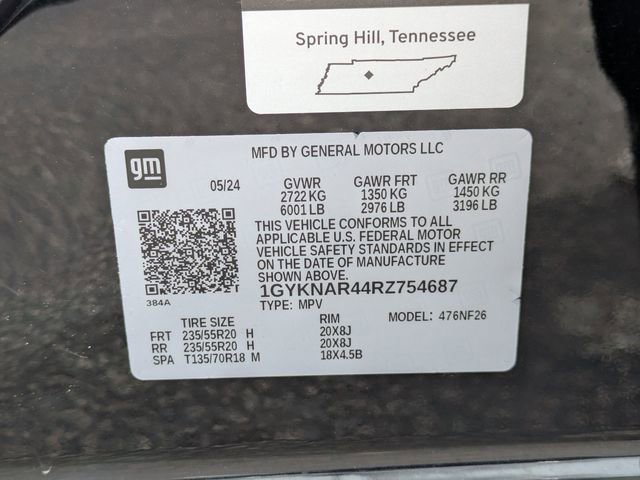 Spring Hill, Tennessee
gm
MFD BY GENERAL MOTORS LLC
05/24 GVWR GAWR FRT GAWR RR
2722 KG 1350 KG 1450 KG
6001 LB 2976 LB 3196 LB
THIS VEHICLE CONFORMS TO ALL
APPLICABLE U.S. FEDERAL MOTOR
VEHICLE SAFETY STANDARDS IN EFFECT
ON THE DATE OF MANUFACTURE
SHOWN ABOVE.
384A
1GYKNAR44RZ754687
TYPE: MPV MODEL: 476NF26
TIRE SIZE RIM
FRT 235/55R20 H 20X8J
RR 235/55R20 H 20X8J
SPA T135/70R18 M 18X4.5B